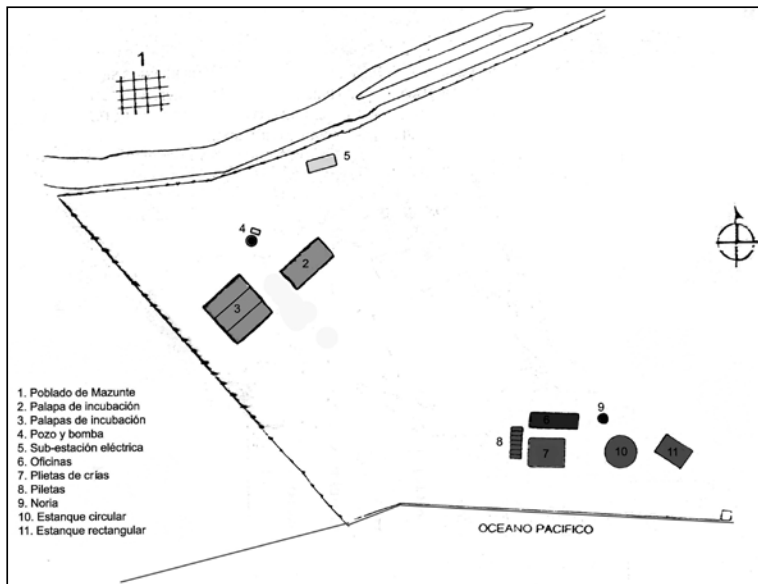 1
5
4
2
3
1. Poblado de Mazunte
2. Palapa de incubación
3. Palapas de incubación
4. Pozo y bomba
5. Sub-estación eléctrica
6. Oficinas
7. Plietas de crías
8. Piletas
9. Noria
10. Estanque circular
11. Estanque rectangular
9
6
8
7
10
11
OCEANO PACIFICO